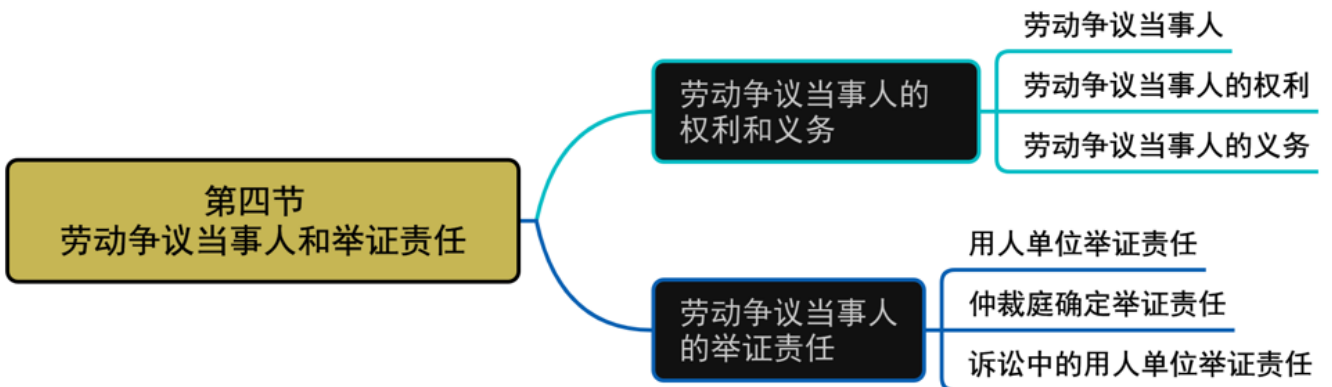 第四节
劳动争议当事人和举证责任
劳动争议当事人的
权利和义务
劳动争议当事人
劳动争议当事人的权利
劳动争议当事人的义务
劳动争议当事人
的举证责任
用人单位举证责任
仲裁庭确定举证责任
诉讼中的用人单位举证责任